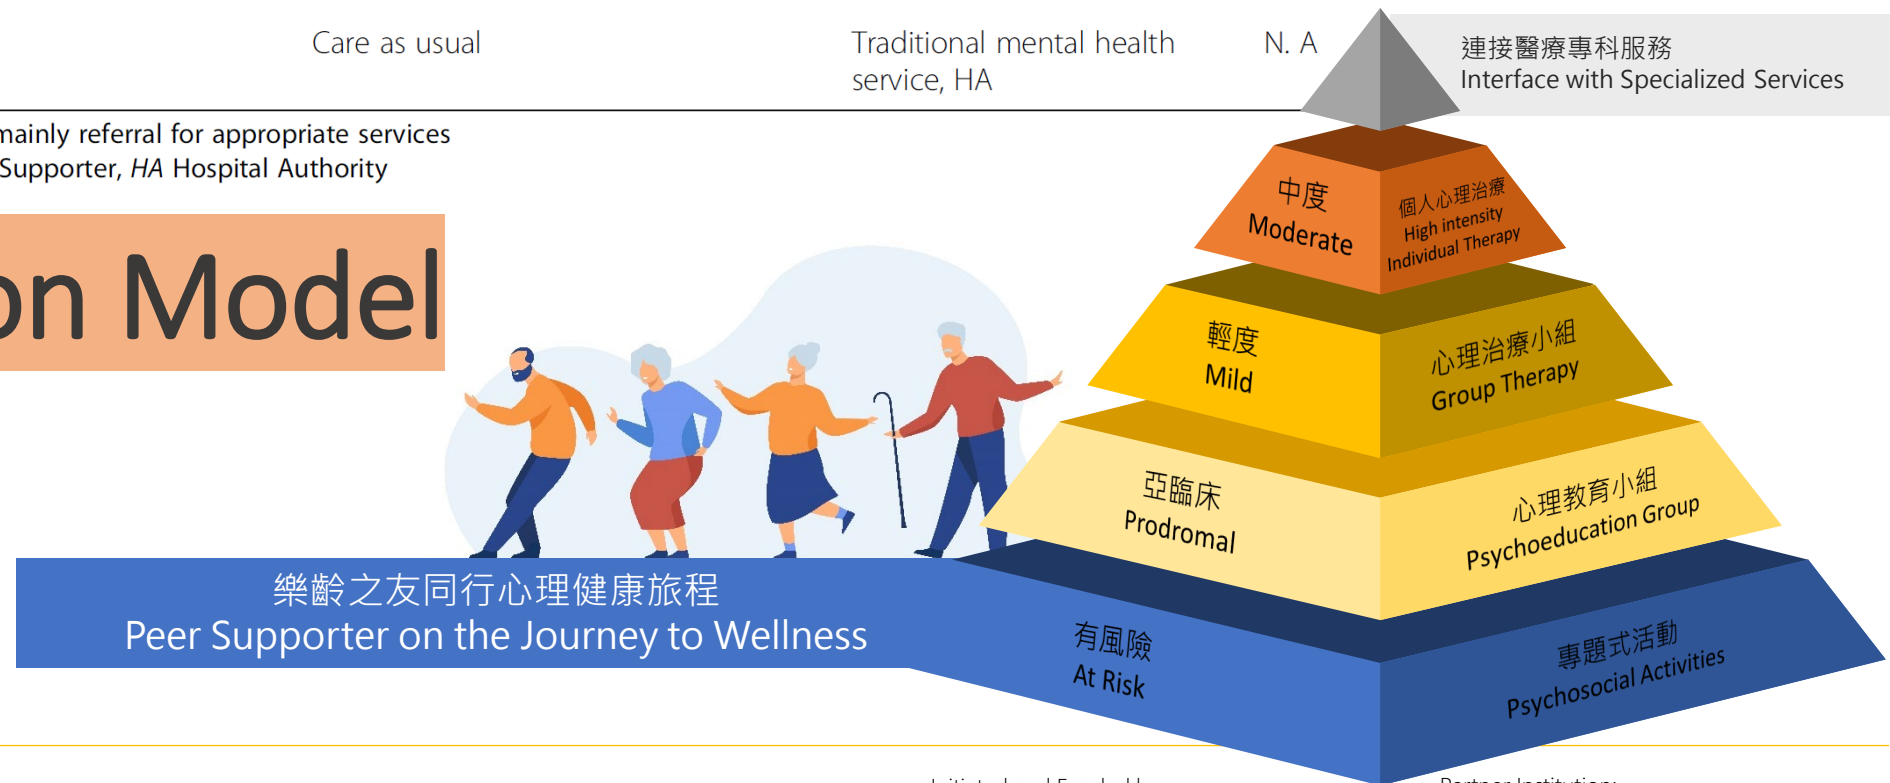 Care as usual
Traditional mental health
service, HA
N. A
連接醫療專科服務
Interface with Specialized Services
mainly referral for appropriate services
Supporter, HA Hospital Authority
on Model
中度
Moderate
個人心理治療
High intensity
Individual Therapy
輕度
Mild
心理治療小組
Group Therapy
亞臨床
Prodromal
心理教育小組
Psychoeducation Group
樂齡之友同行心理健康旅程
Peer Supporter on the Journey to Wellness
有風險
At Risk
專題式活動
Psychosocial Activities